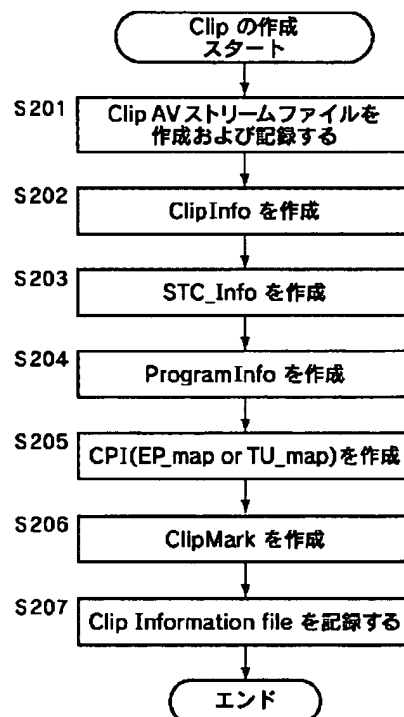 Clip の作成
スタート
S201
Clip AVストリームファイルを
作成および記録する
S202
ClipInfo を作成
S203
STC_Info を作成
S204
ProgramInfo を作成
S205
CPI(EP_map or TU_map)を作成
S206
ClipMark を作成
S207
Clip Information file を記録する
エンド